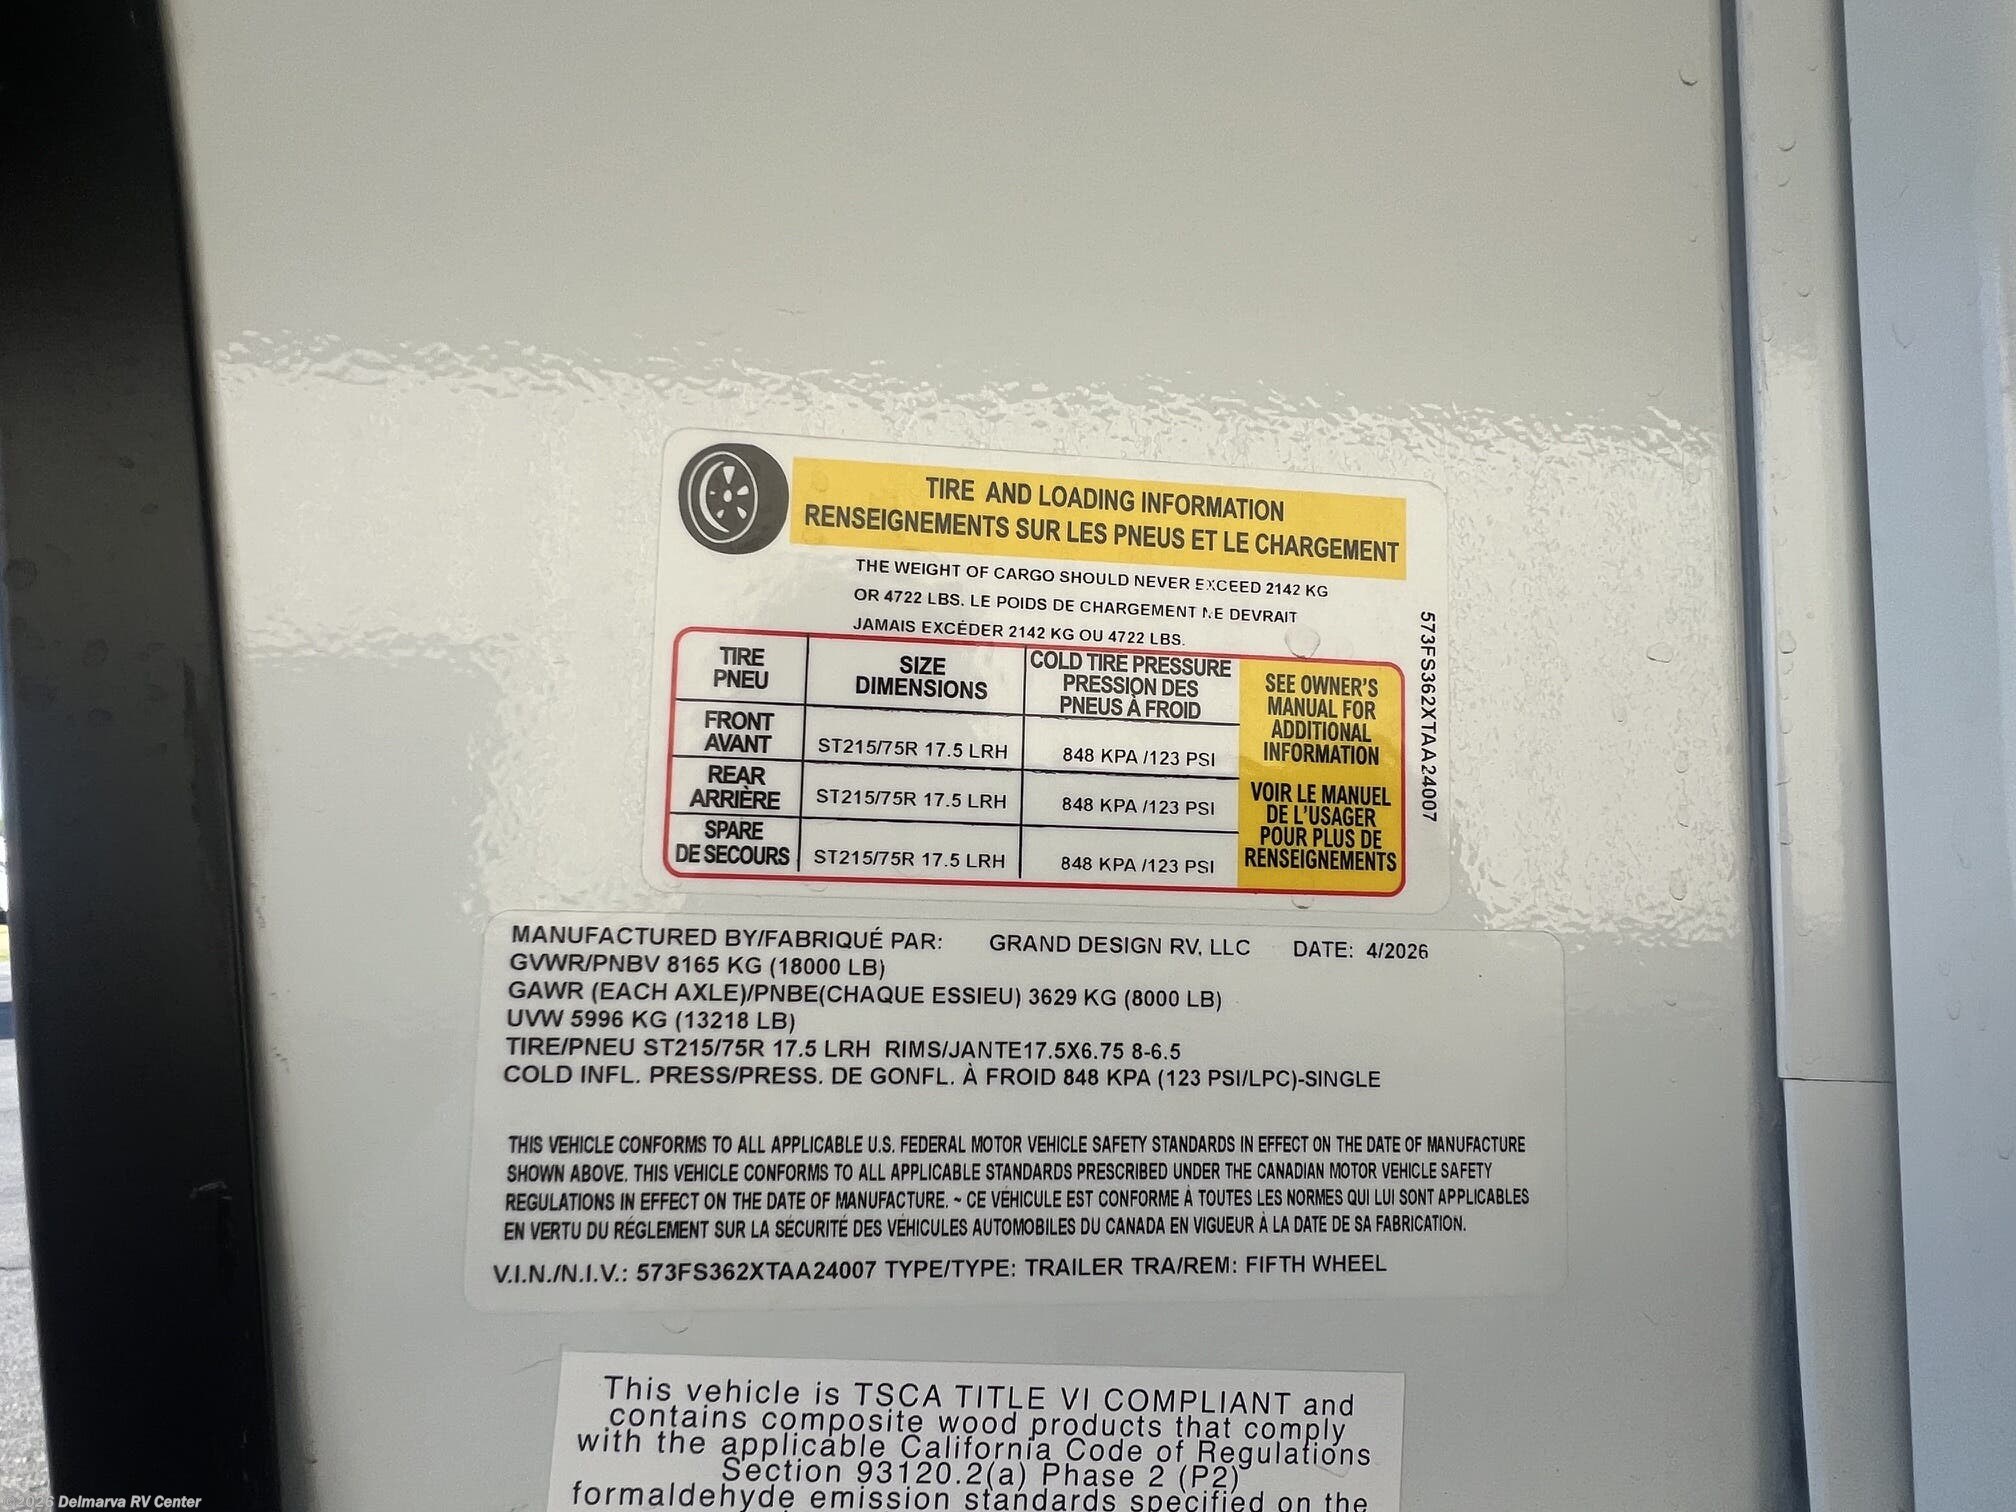 TIRE AND LOADING INFORMATION
RENSEIGNEMENTS SUR LES PNEUS ET LE CHARGEMENT
THE WEIGHT OF CARGO SHOULD NEVER EXCEED 2142 KG
OR 4722 LBS. LE POIDS DE CHARGEMENT NE DEVRAIT
JAMAIS EXCÉDER 2142 KG OU 4722 LBS.
TIRE
PNEU
SIZE
DIMENSIONS
COLD TIRE PRESSURE
PRESSION DES
PNEUS À FROID
FRONT
AVANT
ST215/75R 17.5 LRH
848 KPA /123 PSI
REAR
ARRIÈRE
ST215/75R 17.5 LRH
848 KPA /123 PSI
SPARE
DE SECOURS
ST215/75R 17.5 LRH
848 KPA /123 PSI
SEE OWNER'S
MANUAL FOR
ADDITIONAL
INFORMATION
VOIR LE MANUEL
DE L'USAGER
POUR PLUS DE
RENSEIGNEMENTS
573FS362XTAA24007
MANUFACTURED BY/FABRIQUÉ PAR: GRAND DESIGN RV, LLC DATE: 4/2026
GVWR/PNBV 8165 KG (18000 LB)
GAWR (EACH AXLE)/PNBE(CHAQUE ESSIEU) 3629 KG (8000 LB)
UVW 5996 KG (13218 LB)
TIRE/PNEU ST215/75R 17.5 LRH RIMS/JANTE17.5X6.75 8-6.5
COLD INFL. PRESS/PRESS. DE GONFL. À FROID 848 KPA (123 PSI/LPC)-SINGLE
THIS VEHICLE CONFORMS TO ALL APPLICABLE U.S. FEDERAL MOTOR VEHICLE SAFETY STANDARDS IN EFFECT ON THE DATE OF MANUFACTURE
SHOWN ABOVE. THIS VEHICLE CONFORMS TO ALL APPLICABLE STANDARDS PRESCRIBED UNDER THE CANADIAN MOTOR VEHICLE SAFETY
REGULATIONS IN EFFECT ON THE DATE OF MANUFACTURE. ~ CE VÉHICULE EST CONFORME À TOUTES LES NORMES QUI LUI SONT APPLICABLES
EN VERTU DU RÉGLEMENT SUR LA SÉCURITÉ DES VÉHICULES AUTOMOBILES DU CANADA EN VIGUEUR À LA DATE DE SA FABRICATION.
V.I.N./N.I.V.: 573FS362XTAA24007 TYPE/TYPE: TRAILER TRA/REM: FIFTH WHEEL
This vehicle is TSCA TITLE VI COMPLIANT and
contains composite wood products that comply
with the applicable California Code of Regulations
Section 93120.2(a) Phase 2 (P2)
formaldehyde emission standards specified on the
©2026 Delmarva RV Center